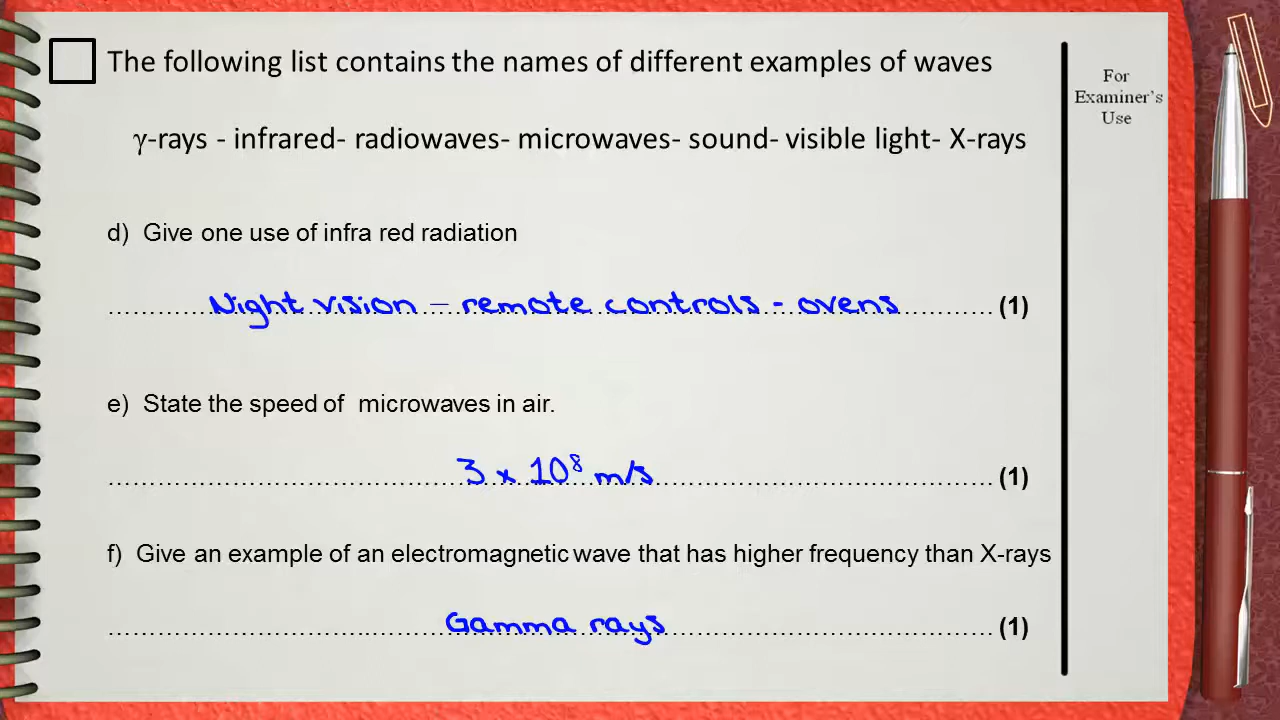 The following list contains the names of different examples of waves
For
Examiner's
Use
γ-rays - infrared- radiowaves- microwaves- sound- visible light- X-rays
d) Give one use of infra red radiation
Night vision – remote controls - ovens (1)
e) State the speed of microwaves in air.
3 x 10⁸ m/s (1)
f) Give an example of an electromagnetic wave that has higher frequency than X-rays
Gamma rays (1)